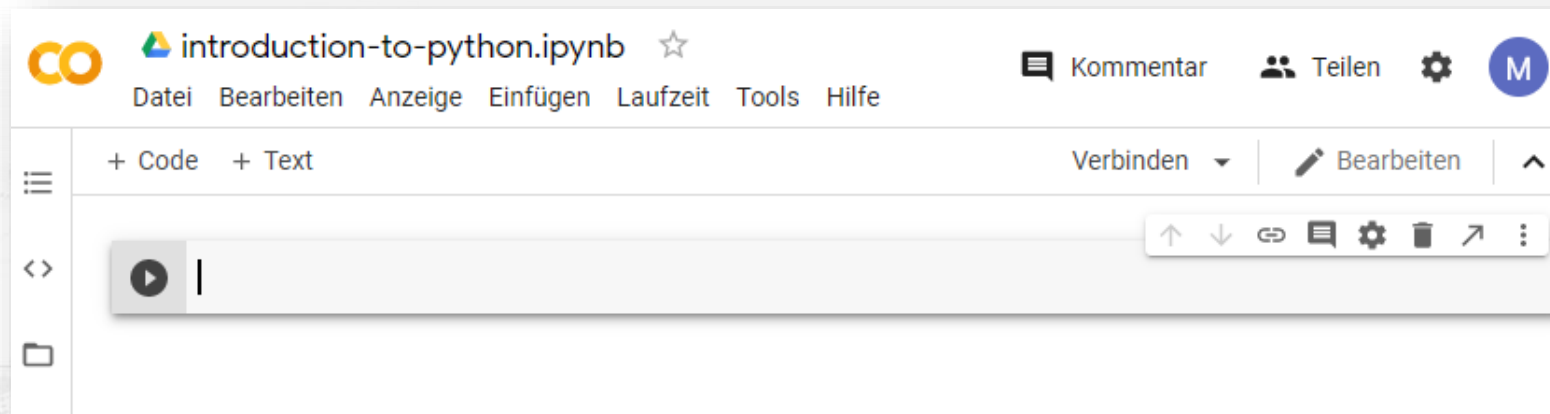 CO introduction-to-python.ipynb
Kommentar Teilen M
Datei Bearbeiten Anzeige Einfügen Laufzeit Tools Hilfe
+ Code + Text Verbinden Bearbeiten